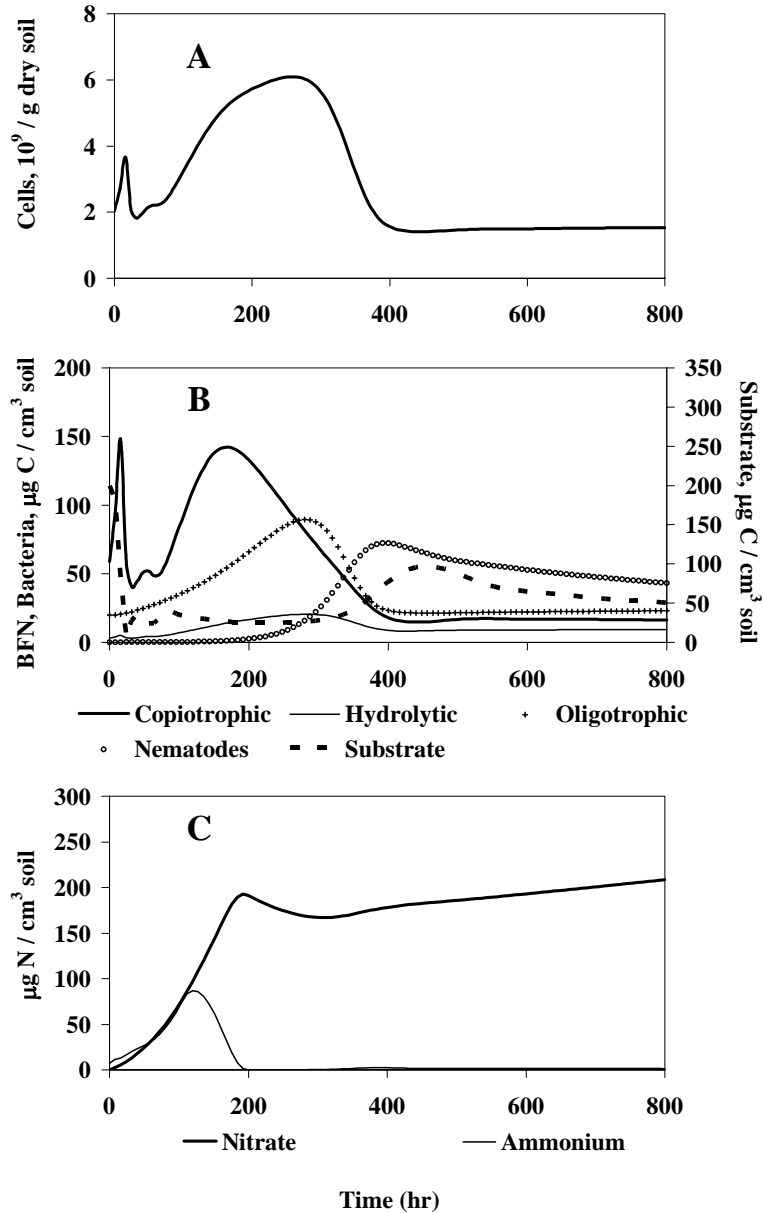 A
Cells, 10⁹ / g dry soil
8
6
4
2
0
0 200 400 600 800
B
BFN, Bacteria, µg C / cm³ soil
200
150
100
50
0
Substrate, µg C / cm³ soil
350
300
250
200
150
100
50
0
0 200 400 600 800
Copiotrophic Hydrolytic Oligotrophic
Nematodes Substrate
C
µg N / cm³ soil
300
250
200
150
100
50
0
0 200 400 600 800
Nitrate Ammonium
Time (hr)